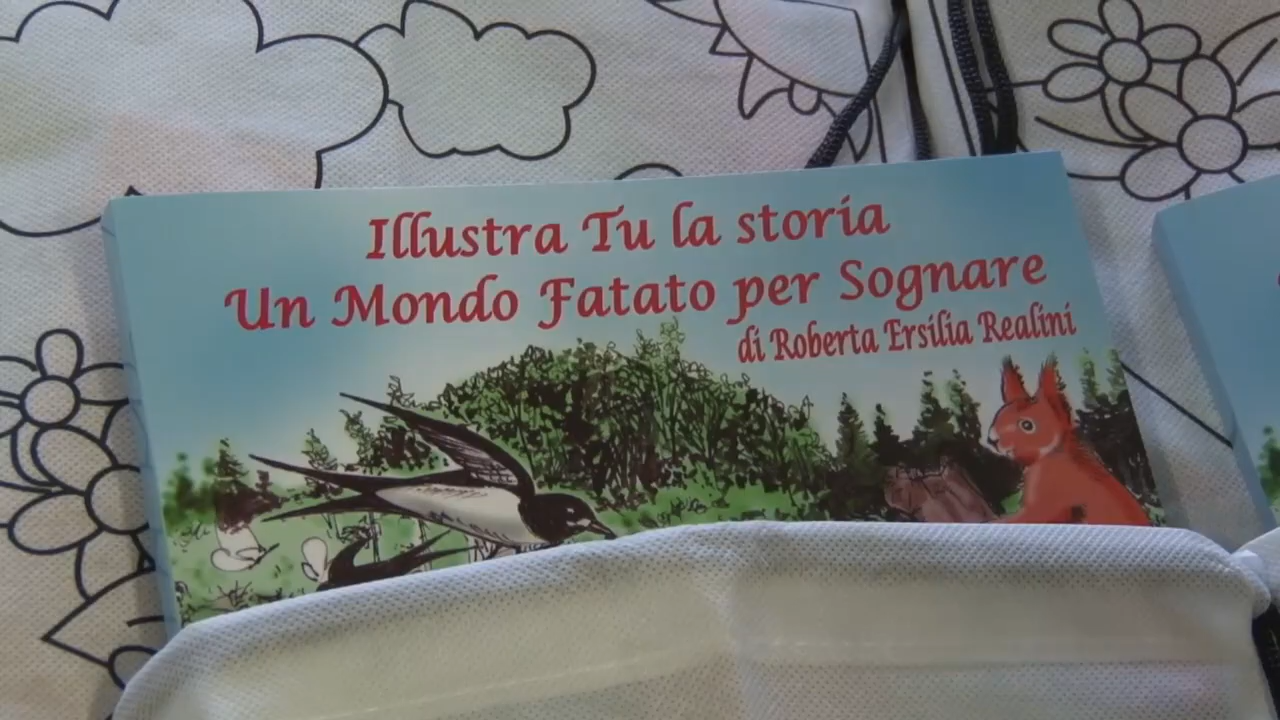 Illustra Tu la storia
Un Mondo Fatato per Sognare
di Roberta Ersilia Realini